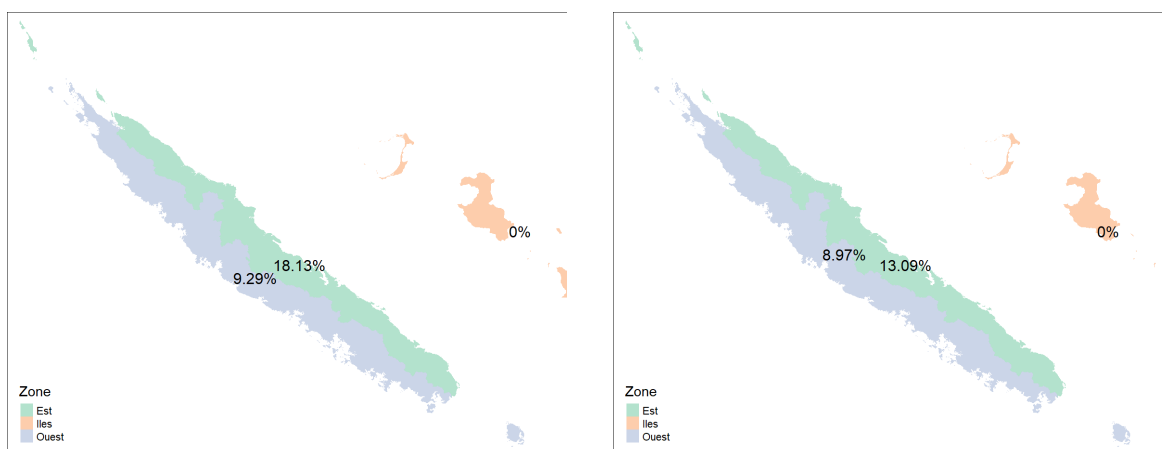 0%
18.13%
9.29%
Zone
Est
Iles
Ouest
0%
8.97%
13.09%
Zone
Est
Iles
Ouest